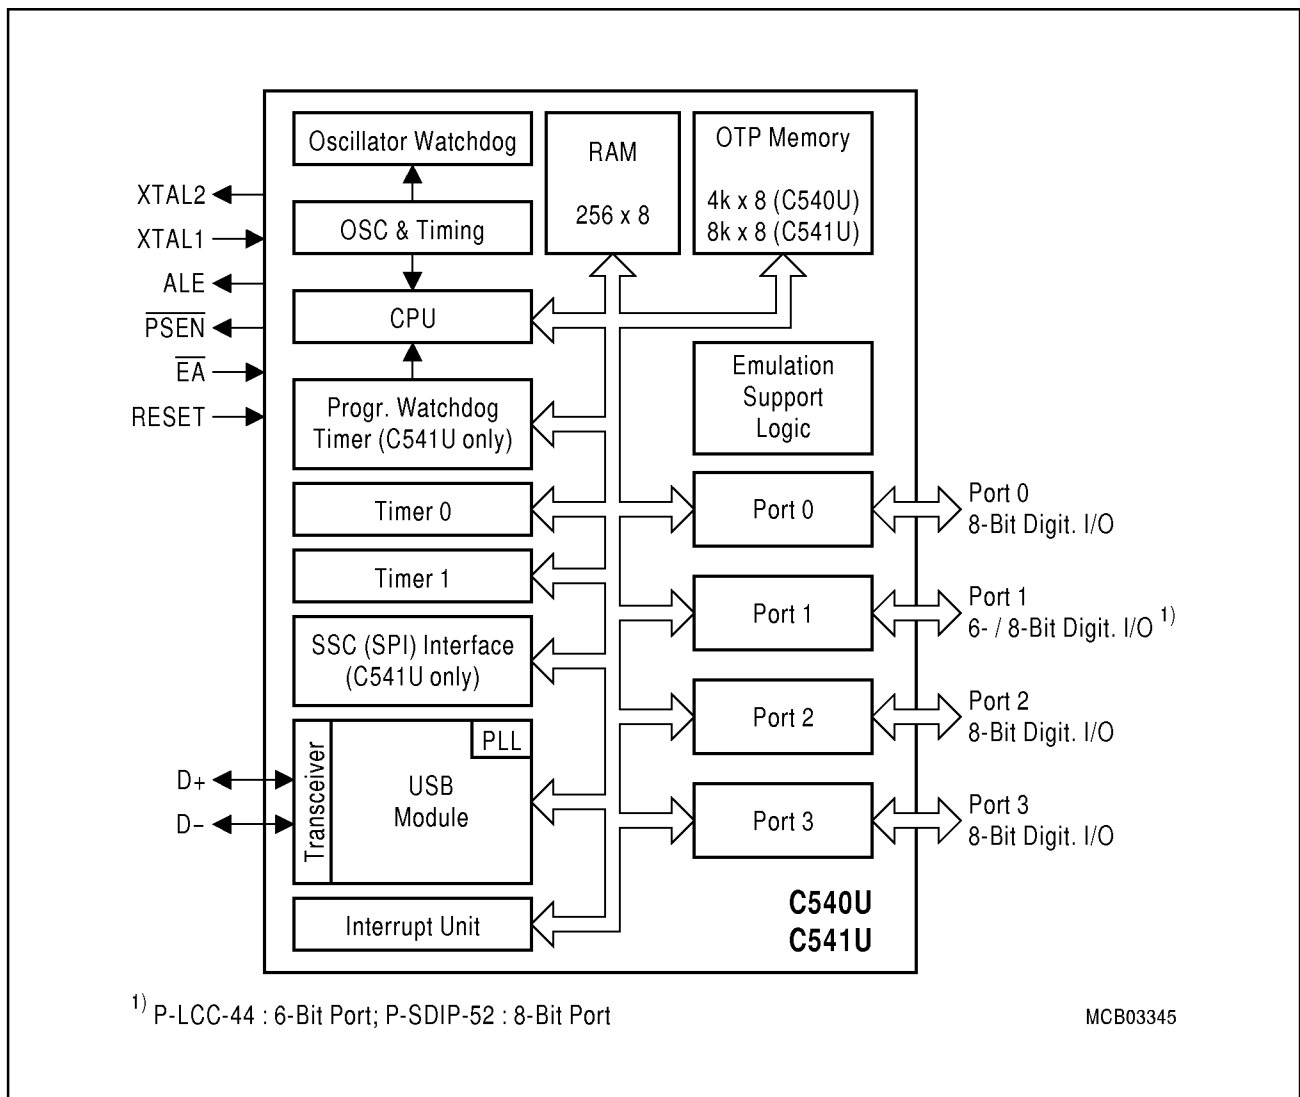 Oscillator Watchdog
OSC & Timing
CPU
Progr. Watchdog
Timer (C541U only)
Timer 0
Timer 1
SSC (SPI) Interface
(C541U only)
Transceiver
PLL
USB
Module
Interrupt Unit
RAM
256 x 8
OTP Memory
4k x 8 (C540U)
8k x 8 (C541U)
Emulation
Support
Logic
Port 0
Port 1
Port 2
Port 3
C540U
C541U
XTAL2
XTAL1
ALE
PSEN
EA
RESET
D+
D−
Port 0
8-Bit Digit. I/O
Port 1
6- / 8-Bit Digit. I/O 1)
Port 2
8-Bit Digit. I/O
Port 3
8-Bit Digit. I/O
1) P-LCC-44 : 6-Bit Port; P-SDIP-52 : 8-Bit Port
MCB03345